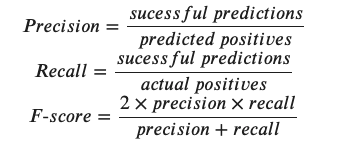 Precision = sucessful predictions / predicted positives
Recall = sucessful predictions / actual positives
F-score = 2 × precision × recall / precision + recall